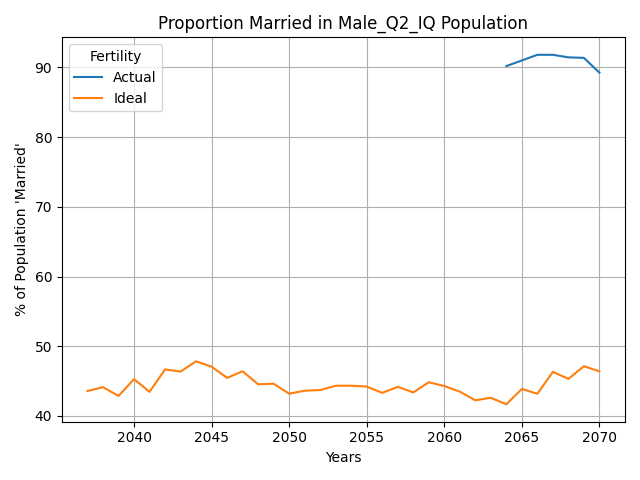 Proportion Married in Male_Q2_IQ Population
Fertility
Actual
Ideal
% of Population 'Married'
90
80
70
60
50
40
2040
2045
2050
2055
2060
2065
2070
Years